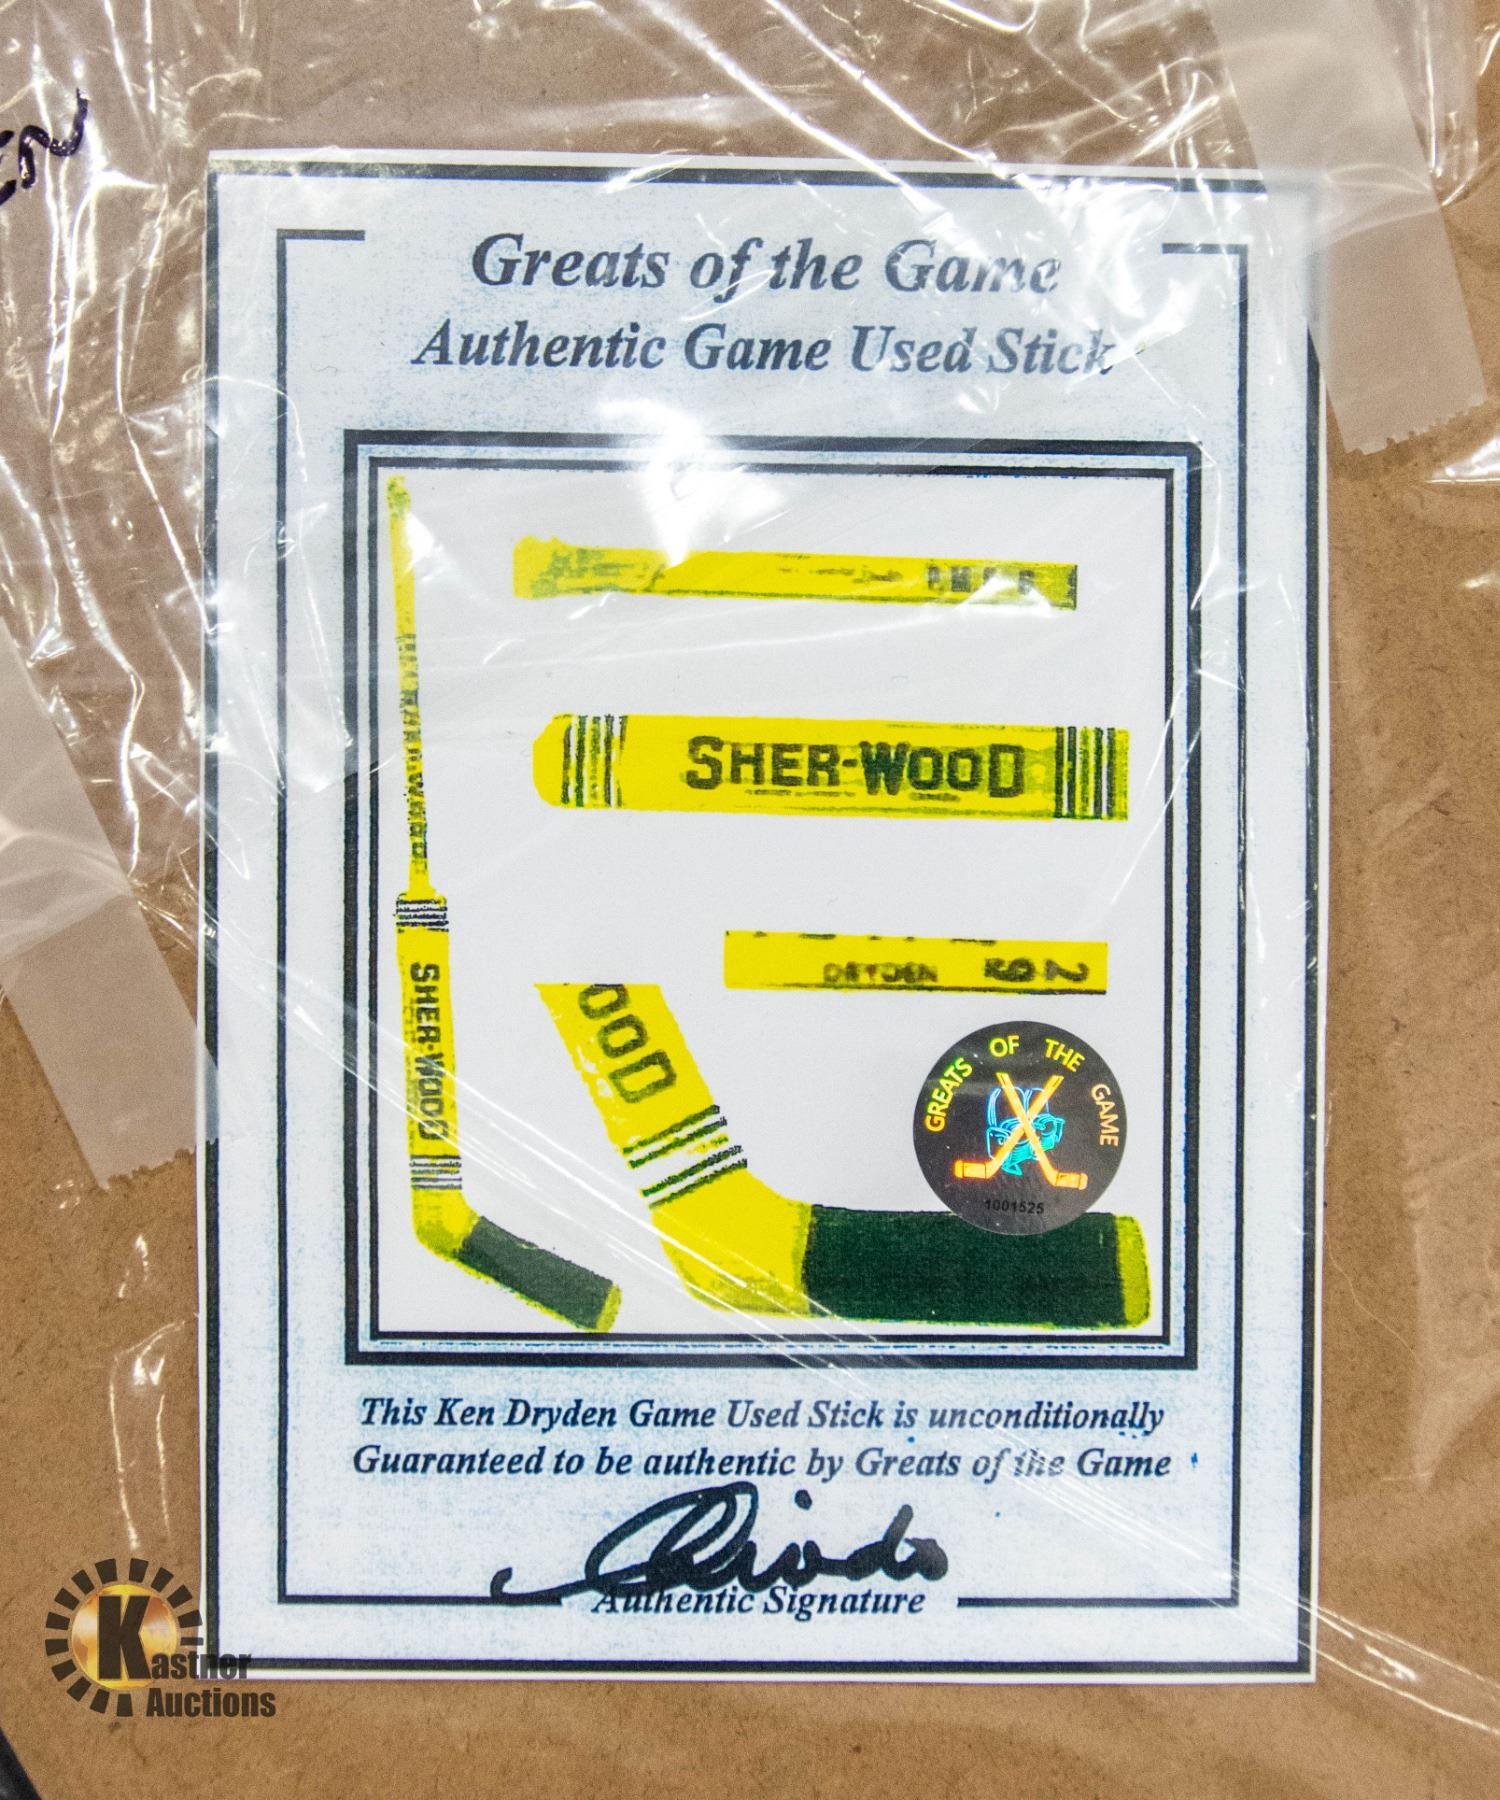 Greats of the Game
Authentic Game Used Stick
SHER-WOOD
SHER-WOOD
DRYDEN 29
OOD
GREATS OF THE GAME
1001525
This Ken Dryden Game Used Stick is unconditionally
Guaranteed to be authentic by Greats of the Game
Authentic Signature
Kastner
Auctions